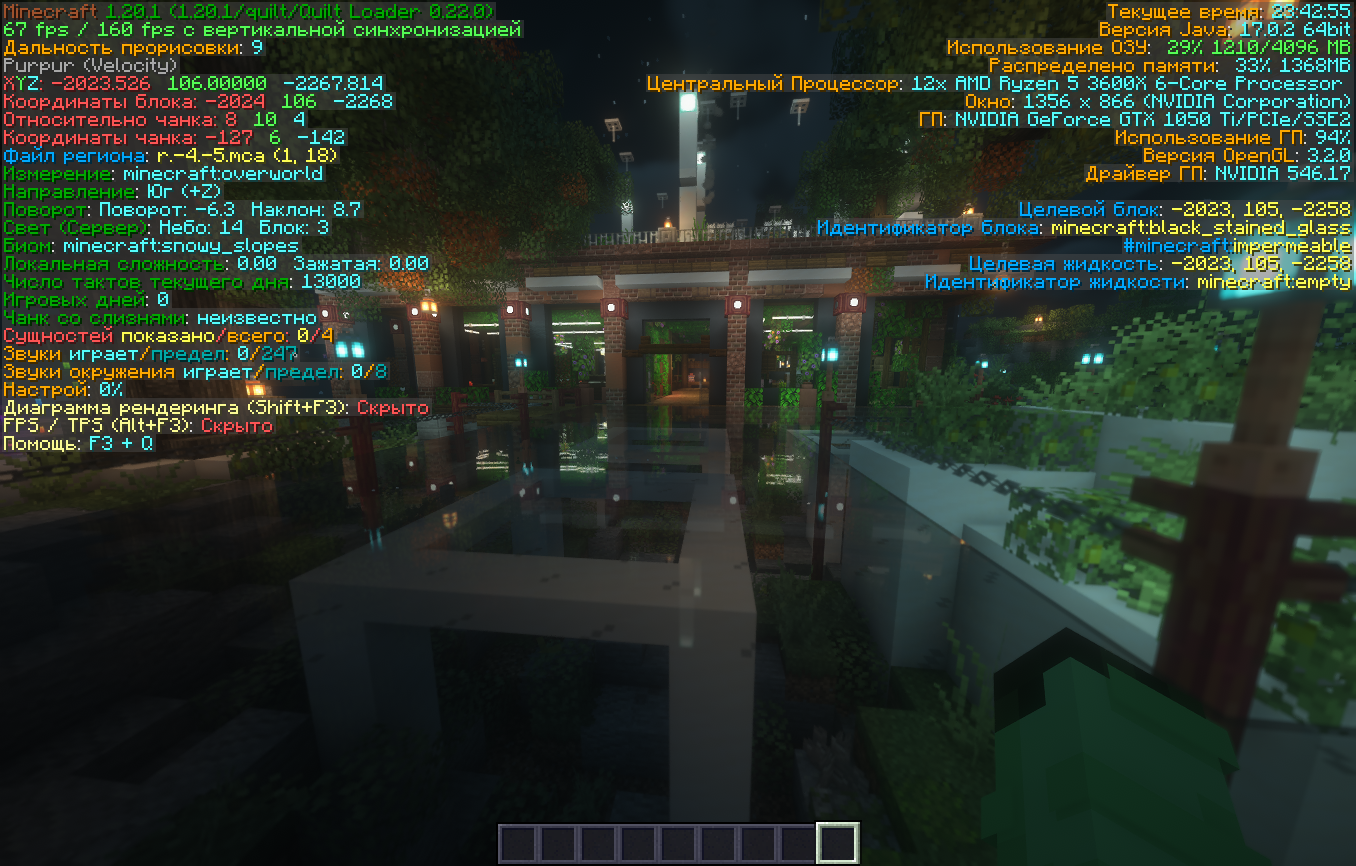 Minecraft 1.20.1 (1.20.1/quilt/Quilt Loader 0.22.0)
67 fps / 160 fps с вертикальной синхронизацией
Дальность прорисовки: 9
Purpur (Velocity)
XYZ: -2023.526 106.00000 -2267.814
Координаты блока: -2024 106 -2268
Относительно чанка: 8 10 4
Координаты чанка: -127 6 -142
Файл региона: r.-4.-5.mca (1, 18)
Измерение: minecraft:overworld
Направление: Юг (+Z)
Поворот: Поворот: -6.3 Наклон: 8.7
Свет (Сервер): Небо: 14 Блок: 3
Биом: minecraft:snowy_slopes
Локальная сложность: 0.00 Зажатая: 0.00
Число тактов текущего дня: 13000
Игровых дней: 0
Чанк со слизнями: неизвестно
Сущностей показано/всего: 0/4
Звуки играет/предел: 0/247
Звуки окружения играет/предел: 0/8
Настрой: 0%
Диаграмма рендеринга (Shift+F3): Скрыто
FPS / TPS (Alt+F3): Скрыто
Помощь: F3 + Q
Текущее время: 23:42:55
Версия Java: 17.0.2 64bit
Использование ОЗУ: 29% 1210/4096 MB
Распределено памяти: 33% 1368MB
Центральный Процессор: 12x AMD Ryzen 5 3600X 6-Core Processor
Окно: 1356 x 866 (NVIDIA Corporation)
ГП: NVIDIA GeForce GTX 1050 Ti/PCIe/SSE2
Использование ГП: 94%
Версия OpenGL: 3.2.0
Драйвер ГП: NVIDIA 546.17
Целевой блок: -2023, 105, -2258
Идентификатор блока: minecraft:black_stained_glass
#minecraft:impermeable
Целевая жидкость: -2023, 105, -2258
Идентификатор жидкости: minecraft:empty